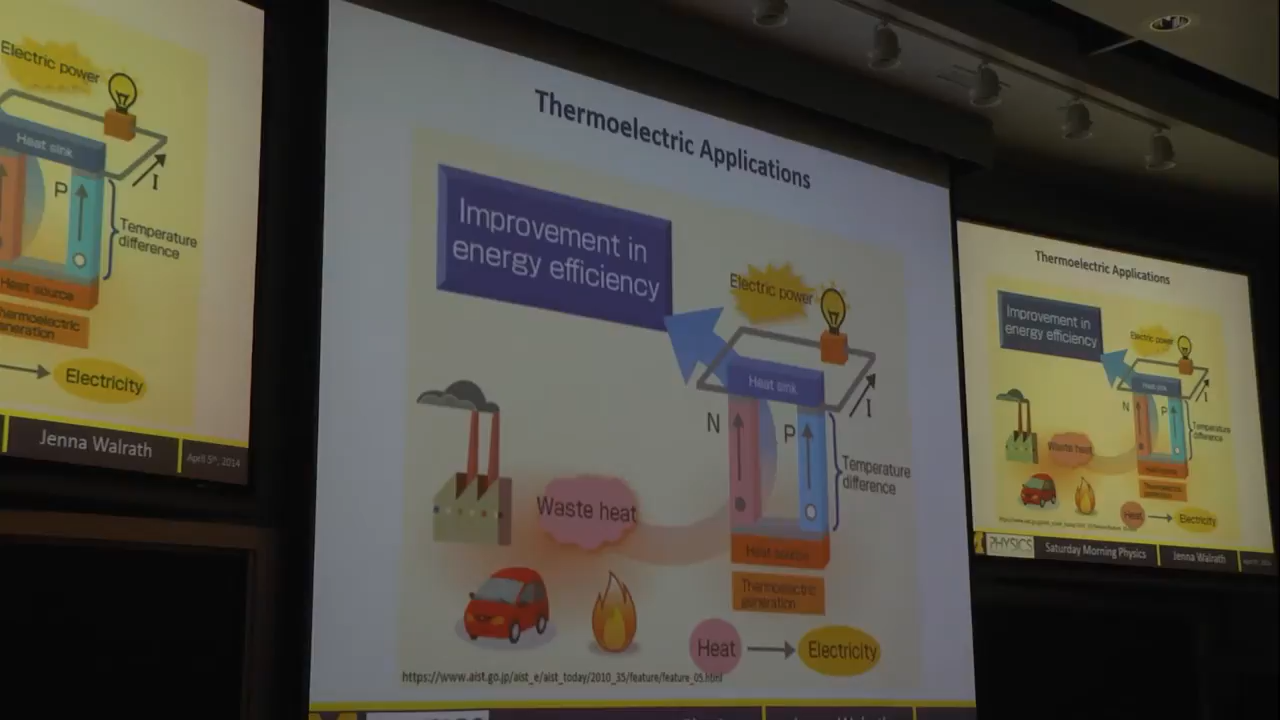 Electric power
Heat sink
P
I
Temperature
difference
Heat source
Electricity
Jenna Walrath
April 5th, 2014
Thermoelectric Applications
Improvement in
energy efficiency
Electric power
Heat sink
I
N
P
Temperature
difference
Waste heat
Heat source
Thermoelectric
generation
Heat
Electricity
https://www.aist.go.jp/aist_e/aist_today/2010_35/feature/feature_05.html
Thermoelectric Applications
Improvement in
energy efficiency
Electric power
Heat sink
I
N
P
Temperature
difference
Waste heat
Heat
Electricity
PHYSICS
Saturday Morning Physics
Jenna Walrath